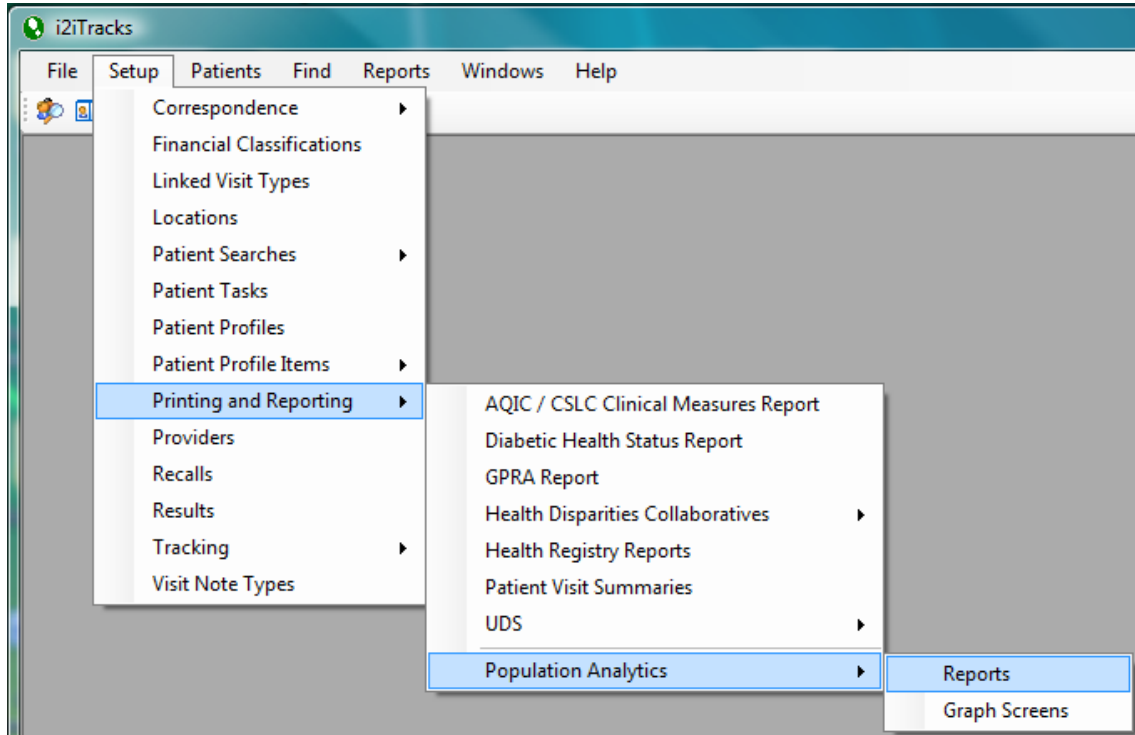 i2iTracks
File Setup Patients Find Reports Windows Help
Correspondence
Financial Classifications
Linked Visit Types
Locations
Patient Searches
Patient Tasks
Patient Profiles
Patient Profile Items
Printing and Reporting
Providers
Recalls
Results
Tracking
Visit Note Types
AQIC / CSLC Clinical Measures Report
Diabetic Health Status Report
GPRA Report
Health Disparities Collaboratives
Health Registry Reports
Patient Visit Summaries
UDS
Population Analytics
Reports
Graph Screens